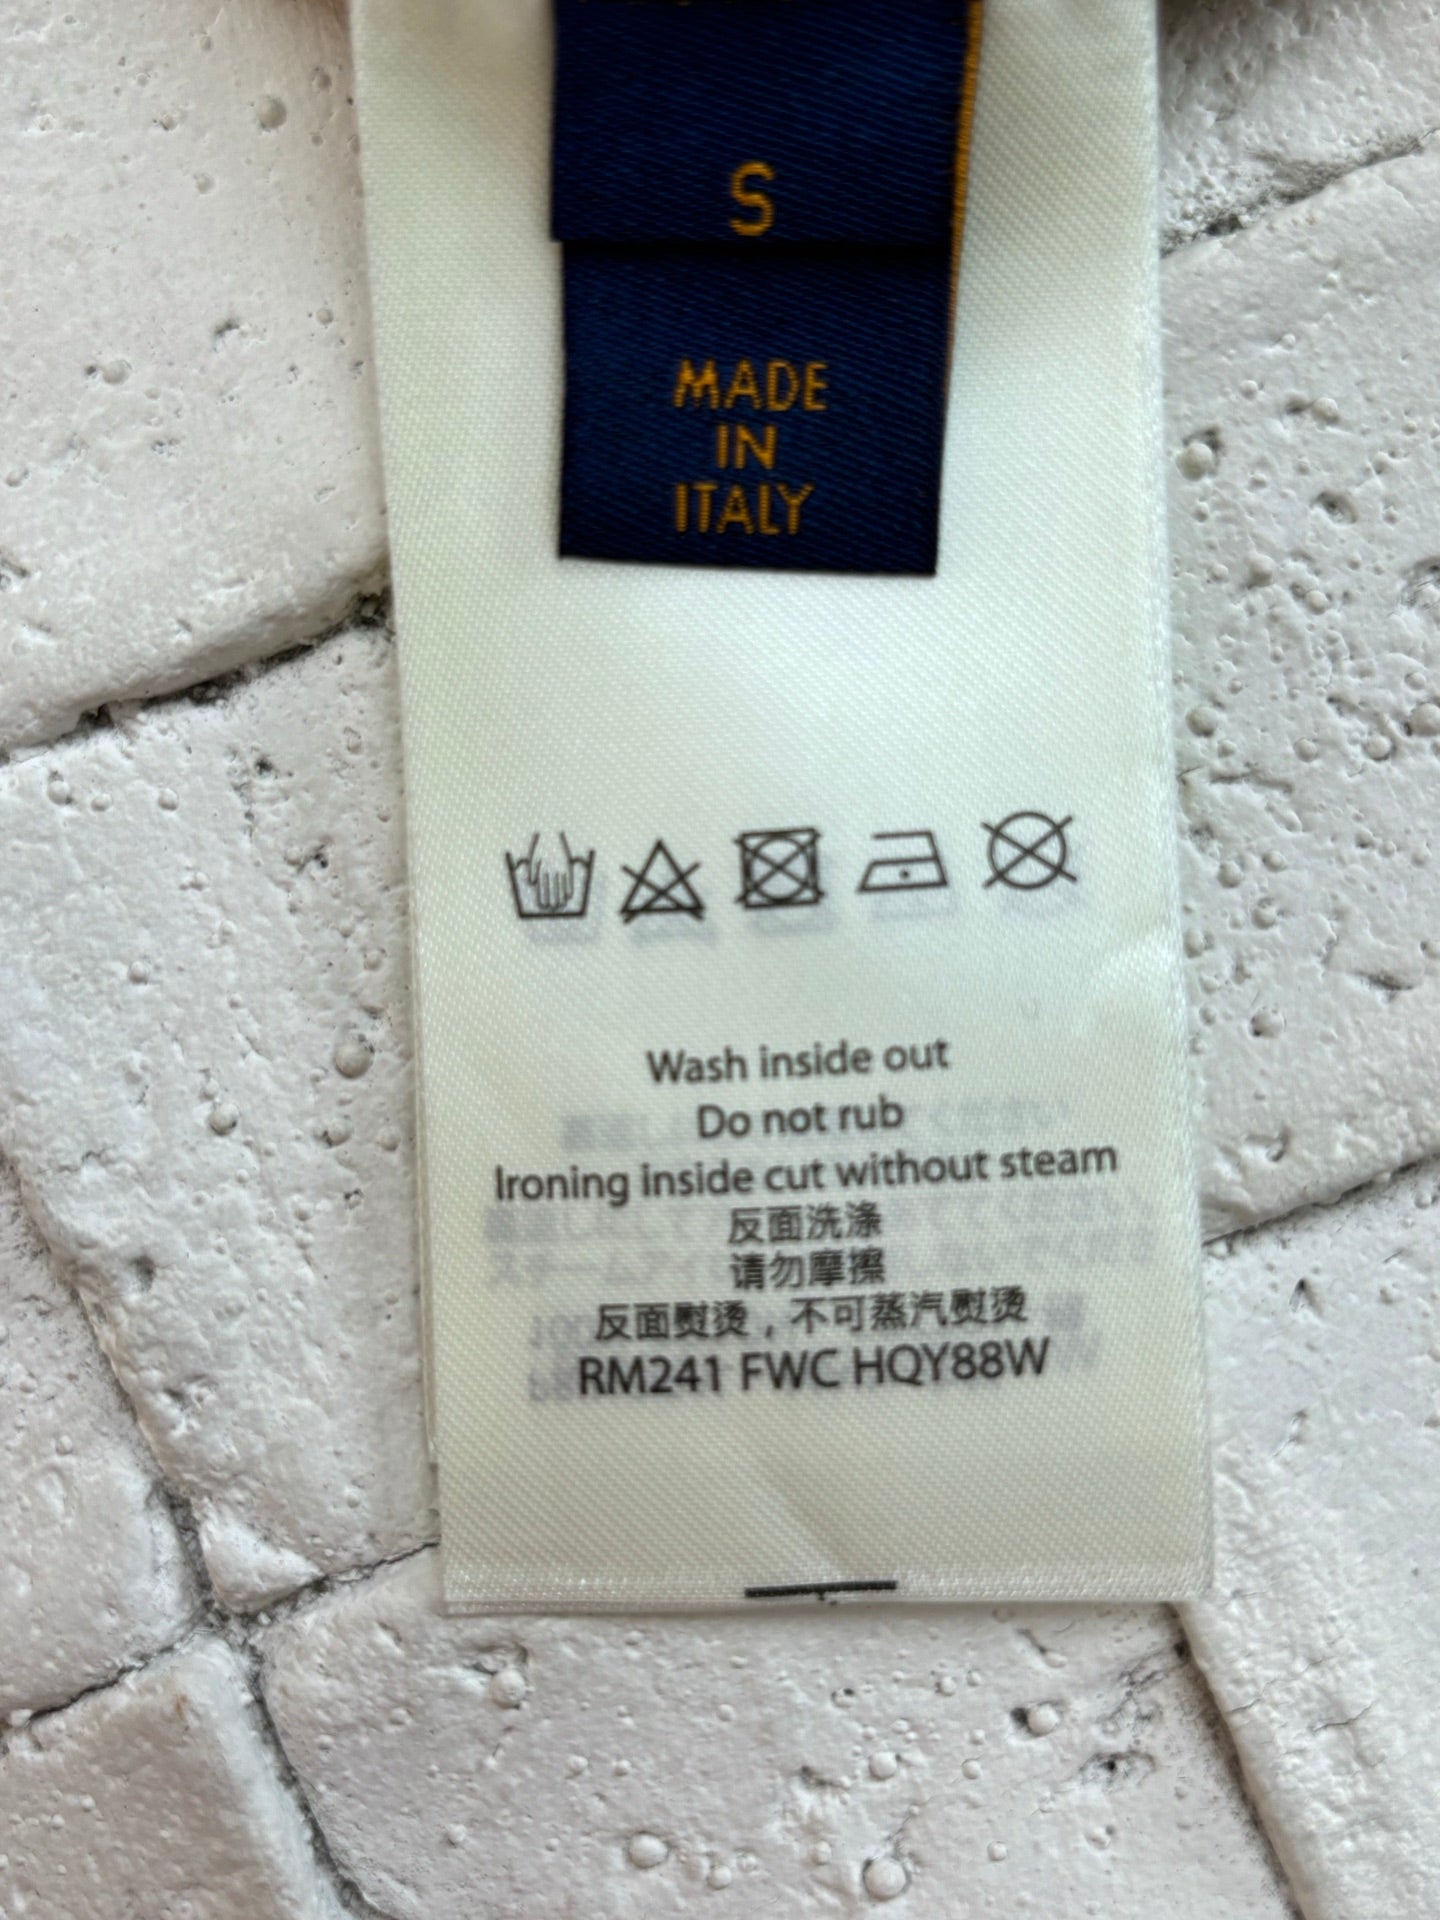 S
MADE
IN
ITALY
Wash inside out
Do not rub
Ironing inside cut without steam
反面洗涤
请勿摩擦
反面熨烫，不可蒸汽熨烫
RM241 FWC HQY88W